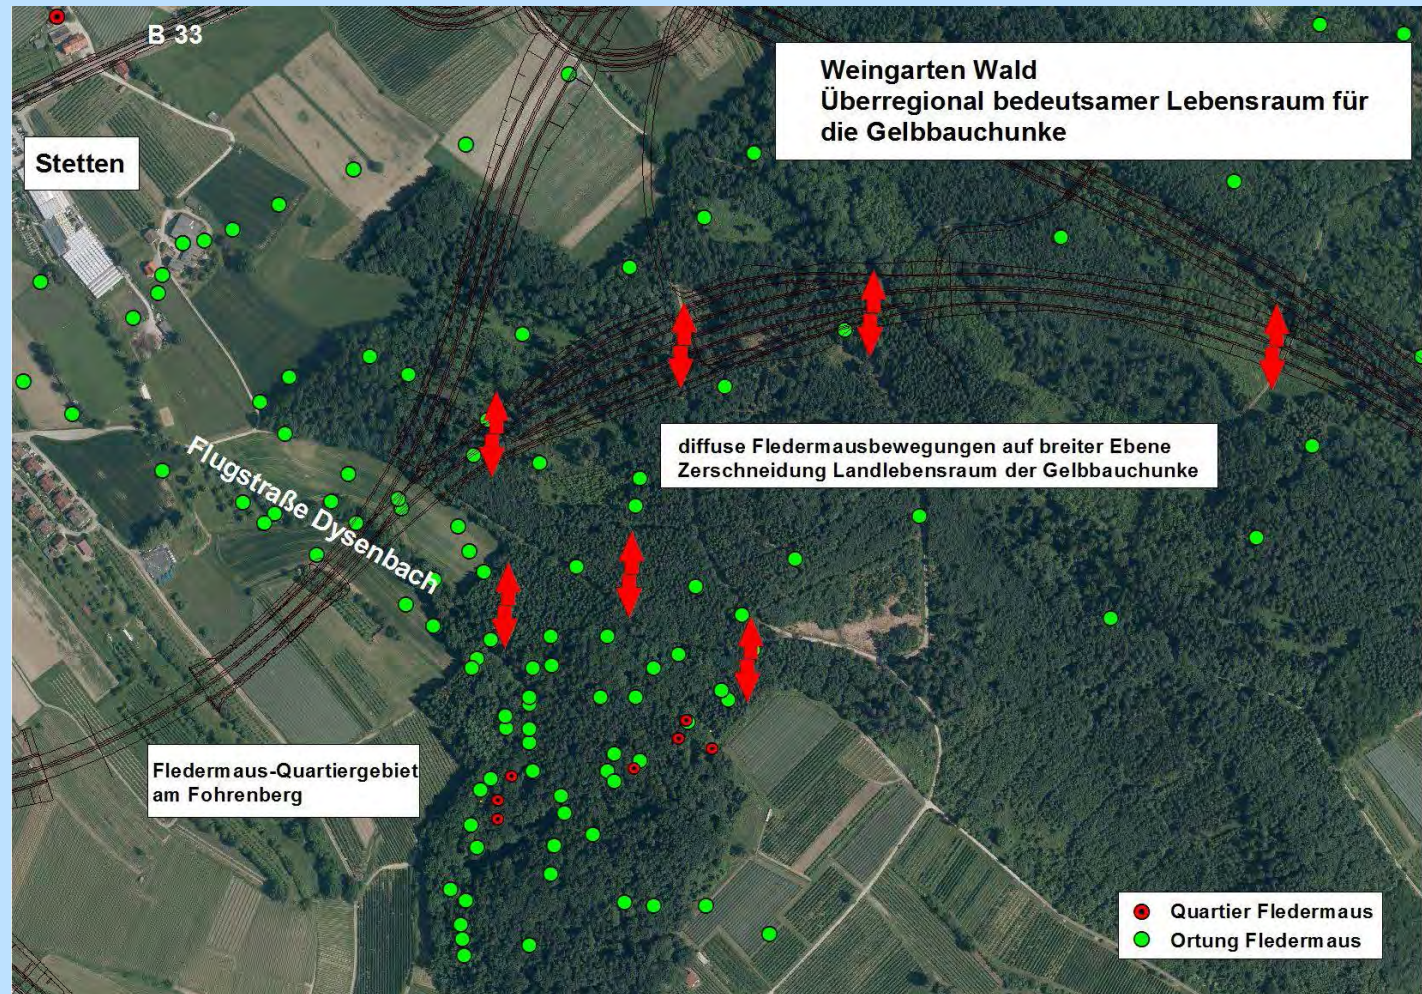 B 33
Weingarten Wald
Überregional bedeutsamer Lebensraum für
die Gelbbauchunke
Stetten
diffuse Fledermausbewegungen auf breiter Ebene
Zerschneidung Landlebensraum der Gelbbauchunke
Flugstraße Dysenbach
Fledermaus-Quartiergebiet
am Fohrenberg
Quartier Fledermaus
Ortung Fledermaus